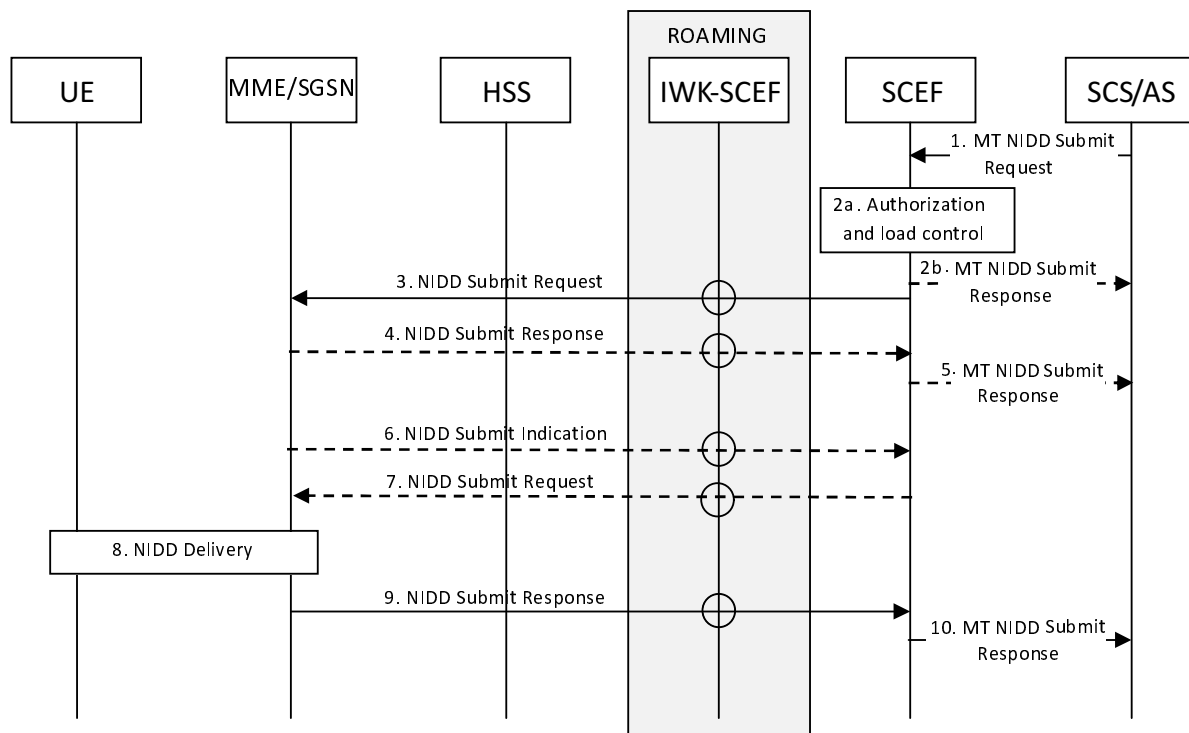 ROAMING
UE
MME/SGSN
HSS
IWK-SCEF
SCEF
SCS/AS
1. MT NIDD Submit
Request
2a. Authorization
and load control
2b. MT NIDD Submit
Response
3. NIDD Submit Request
4. NIDD Submit Response
5. MT NIDD Submit
Response
6. NIDD Submit Indication
7. NIDD Submit Request
8. NIDD Delivery
9. NIDD Submit Response
10. MT NIDD Submit
Response